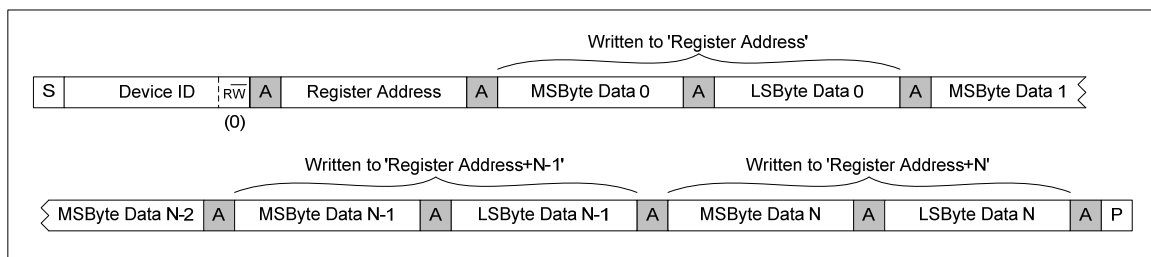 Written to 'Register Address'
S Device ID RW A Register Address A MSByte Data 0 A LSByte Data 0 A MSByte Data 1
(0)
Written to 'Register Address+N-1' Written to 'Register Address+N'
MSByte Data N-2 A MSByte Data N-1 A LSByte Data N-1 A MSByte Data N A LSByte Data N A P